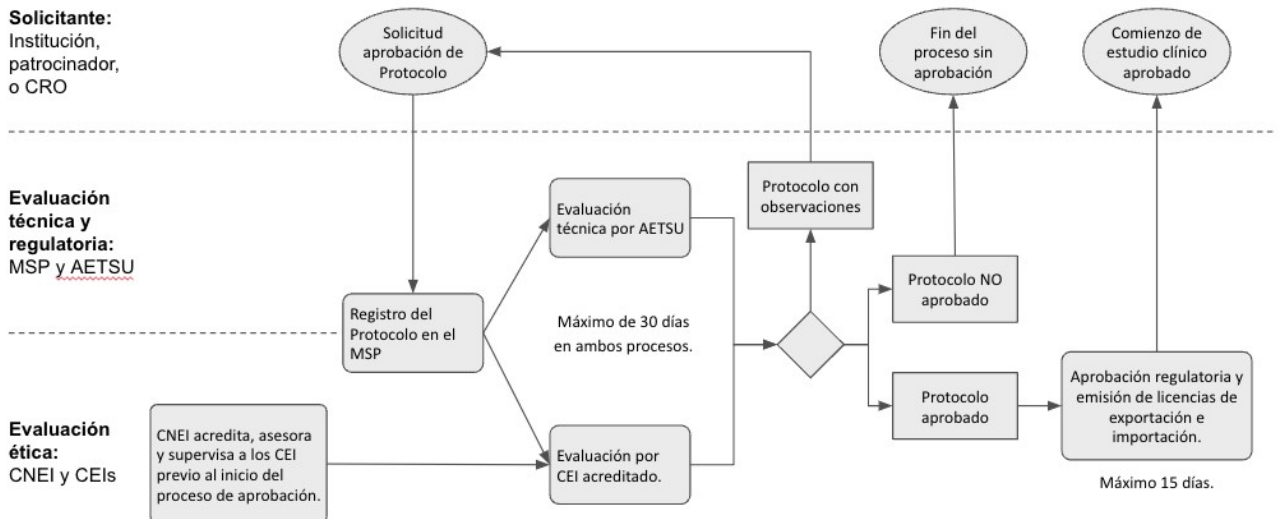 Solicitante:
Institución,
patrocinador,
o CRO
Solicitud
aprobación de
Protocolo
Fin del
proceso sin
aprobación
Comienzo de
estudio clínico
aprobado
Evaluación
técnica y
regulatoria:
MSP y AETSU
Evaluación
técnica por AETSU
Protocolo con
observaciones
Registro del
Protocolo en el
MSP
Máximo de 30 días
en ambos procesos.
Protocolo NO
aprobado
Protocolo
aprobado
Aprobación regulatoria y
emisión de licencias de
exportación e
importación.
Máximo 15 días.
Evaluación
ética:
CNEI y CEIs
CNEI acredita, asesora
y supervisa a los CEI
previo al inicio del
proceso de aprobación.
Evaluación por
CEI acreditado.